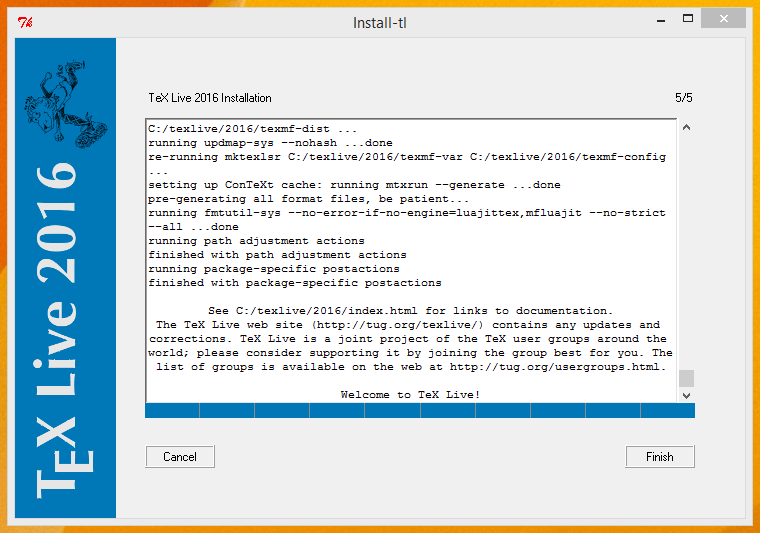 Tk
Install-tl
TeX Live 2016
TeX Live 2016 Installation
5/5
C:/texlive/2016/texmf-dist ...
running updmap-sys --nohash ...done
re-running mktexlsr C:/texlive/2016/texmf-var C:/texlive/2016/texmf-config
...
setting up ConTeXt cache: running mtxrun --generate ...done
pre-generating all format files, be patient...
running fmtutil-sys --no-error-if-no-engine=luajittex,mfluajit --no-strict
--all ...done
running path adjustment actions
finished with path adjustment actions
running package-specific postactions
finished with package-specific postactions
See C:/texlive/2016/index.html for links to documentation.
The TeX Live web site (http://tug.org/texlive/) contains any updates and
corrections. TeX Live is a joint project of the TeX user groups around the
world; please consider supporting it by joining the group best for you. The
list of groups is available on the web at http://tug.org/usergroups.html.
Welcome to TeX Live!
Cancel
Finish